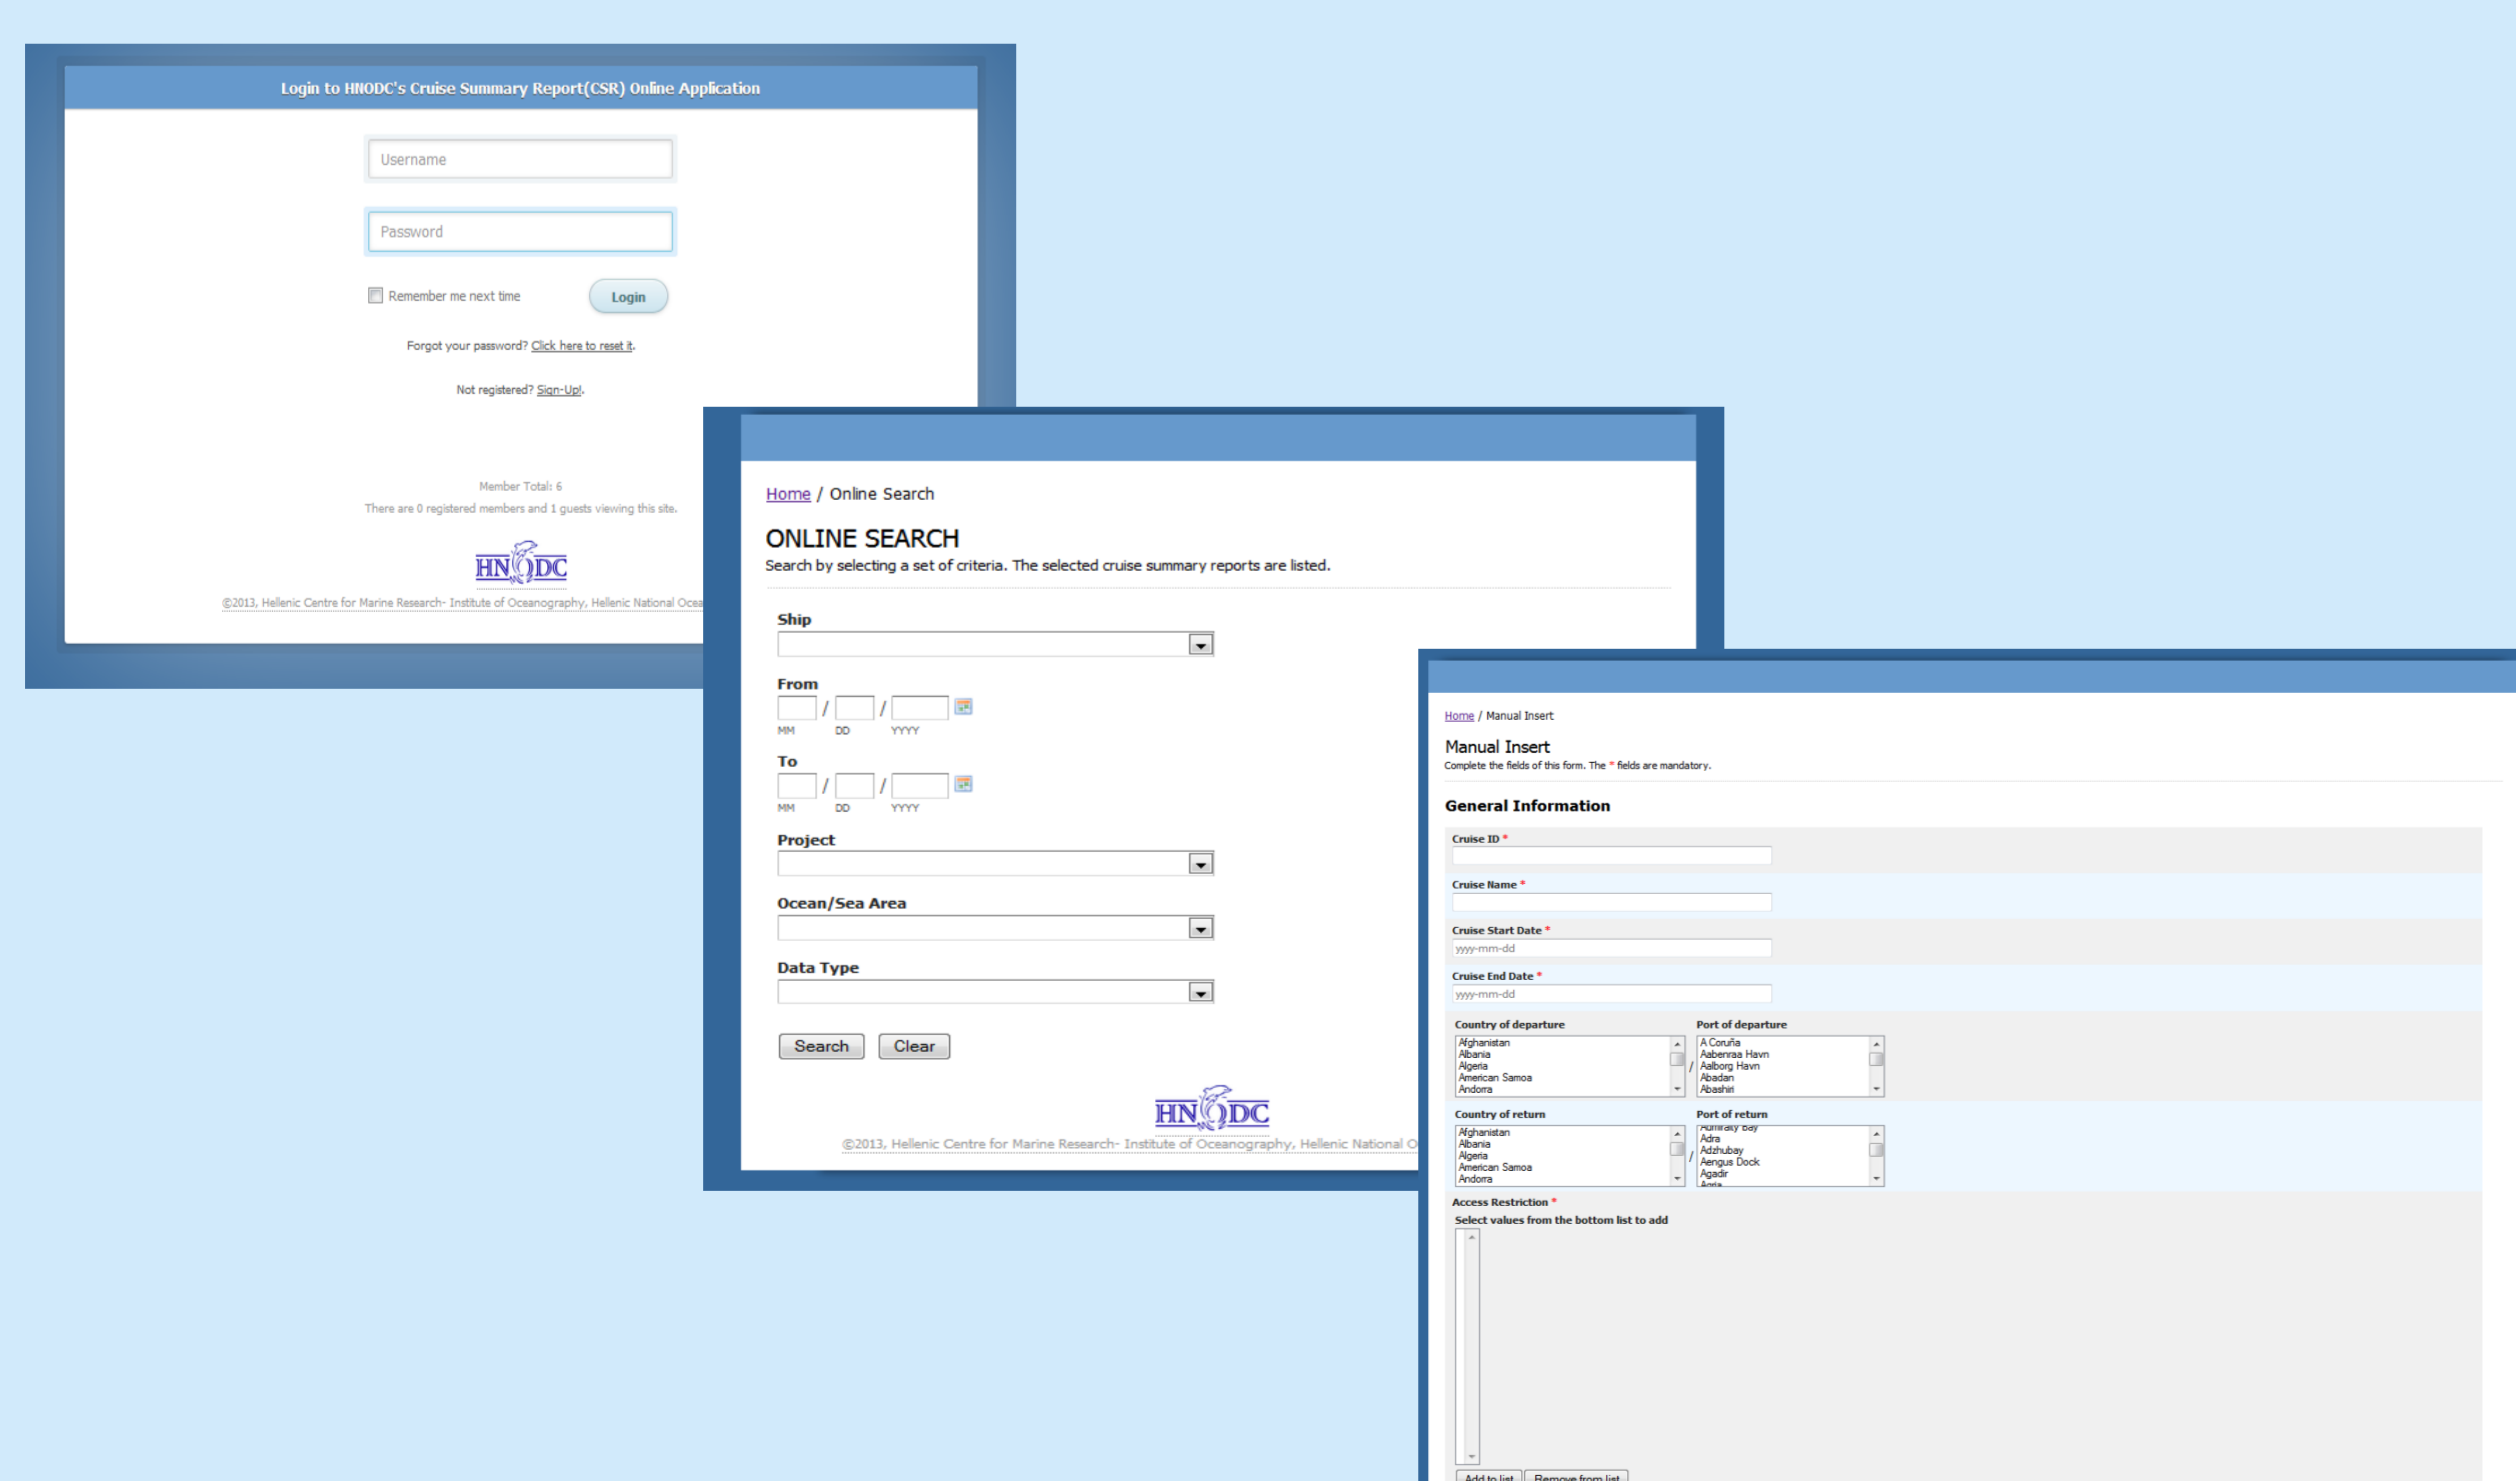 Login to HNODC's Cruise Summary Report(CSR) Online Application
Username
Password
Remember me next time
Login
Forgot your password? Click here to reset it.
Not registered? Sign-Up!.
Member Total: 6
There are 0 registered members and 1 guests viewing this site.
HNODC
©2013, Hellenic Centre for Marine Research- Institute of Oceanography, Hellenic National
Home / Online Search
ONLINE SEARCH
Search by selecting a set of criteria. The selected cruise summary reports are listed.
Ship
From
/ /
MM DD YYYY
To
/ /
MM DD YYYY
Project
Ocean/Sea Area
Data Type
Search Clear
HNODC
©2013, Hellenic Centre for Marine Research- Institute of Oceanography, Hellenic National
Home / Manual Insert
Manual Insert
Complete the fields of this form. The * fields are mandatory.
General Information
Cruise ID *
Cruise Name *
Cruise Start Date *
yyyy-mm-dd
Cruise End Date *
yyyy-mm-dd
Country of departure Port of departure
Afghanistan A Coruña
Albania Aabenraa Havn
Algeria / Aalborg Havn
American Samoa Abadan
Andorra Abashiri
Country of return Port of return
Admiralty Bay
Afghanistan Adra
Albania Adzhubay
Algeria / Aengus Dock
American Samoa Agadir
Andorra Agria
Access Restriction *
Select values from the bottom list to add
Add to list Remove from list